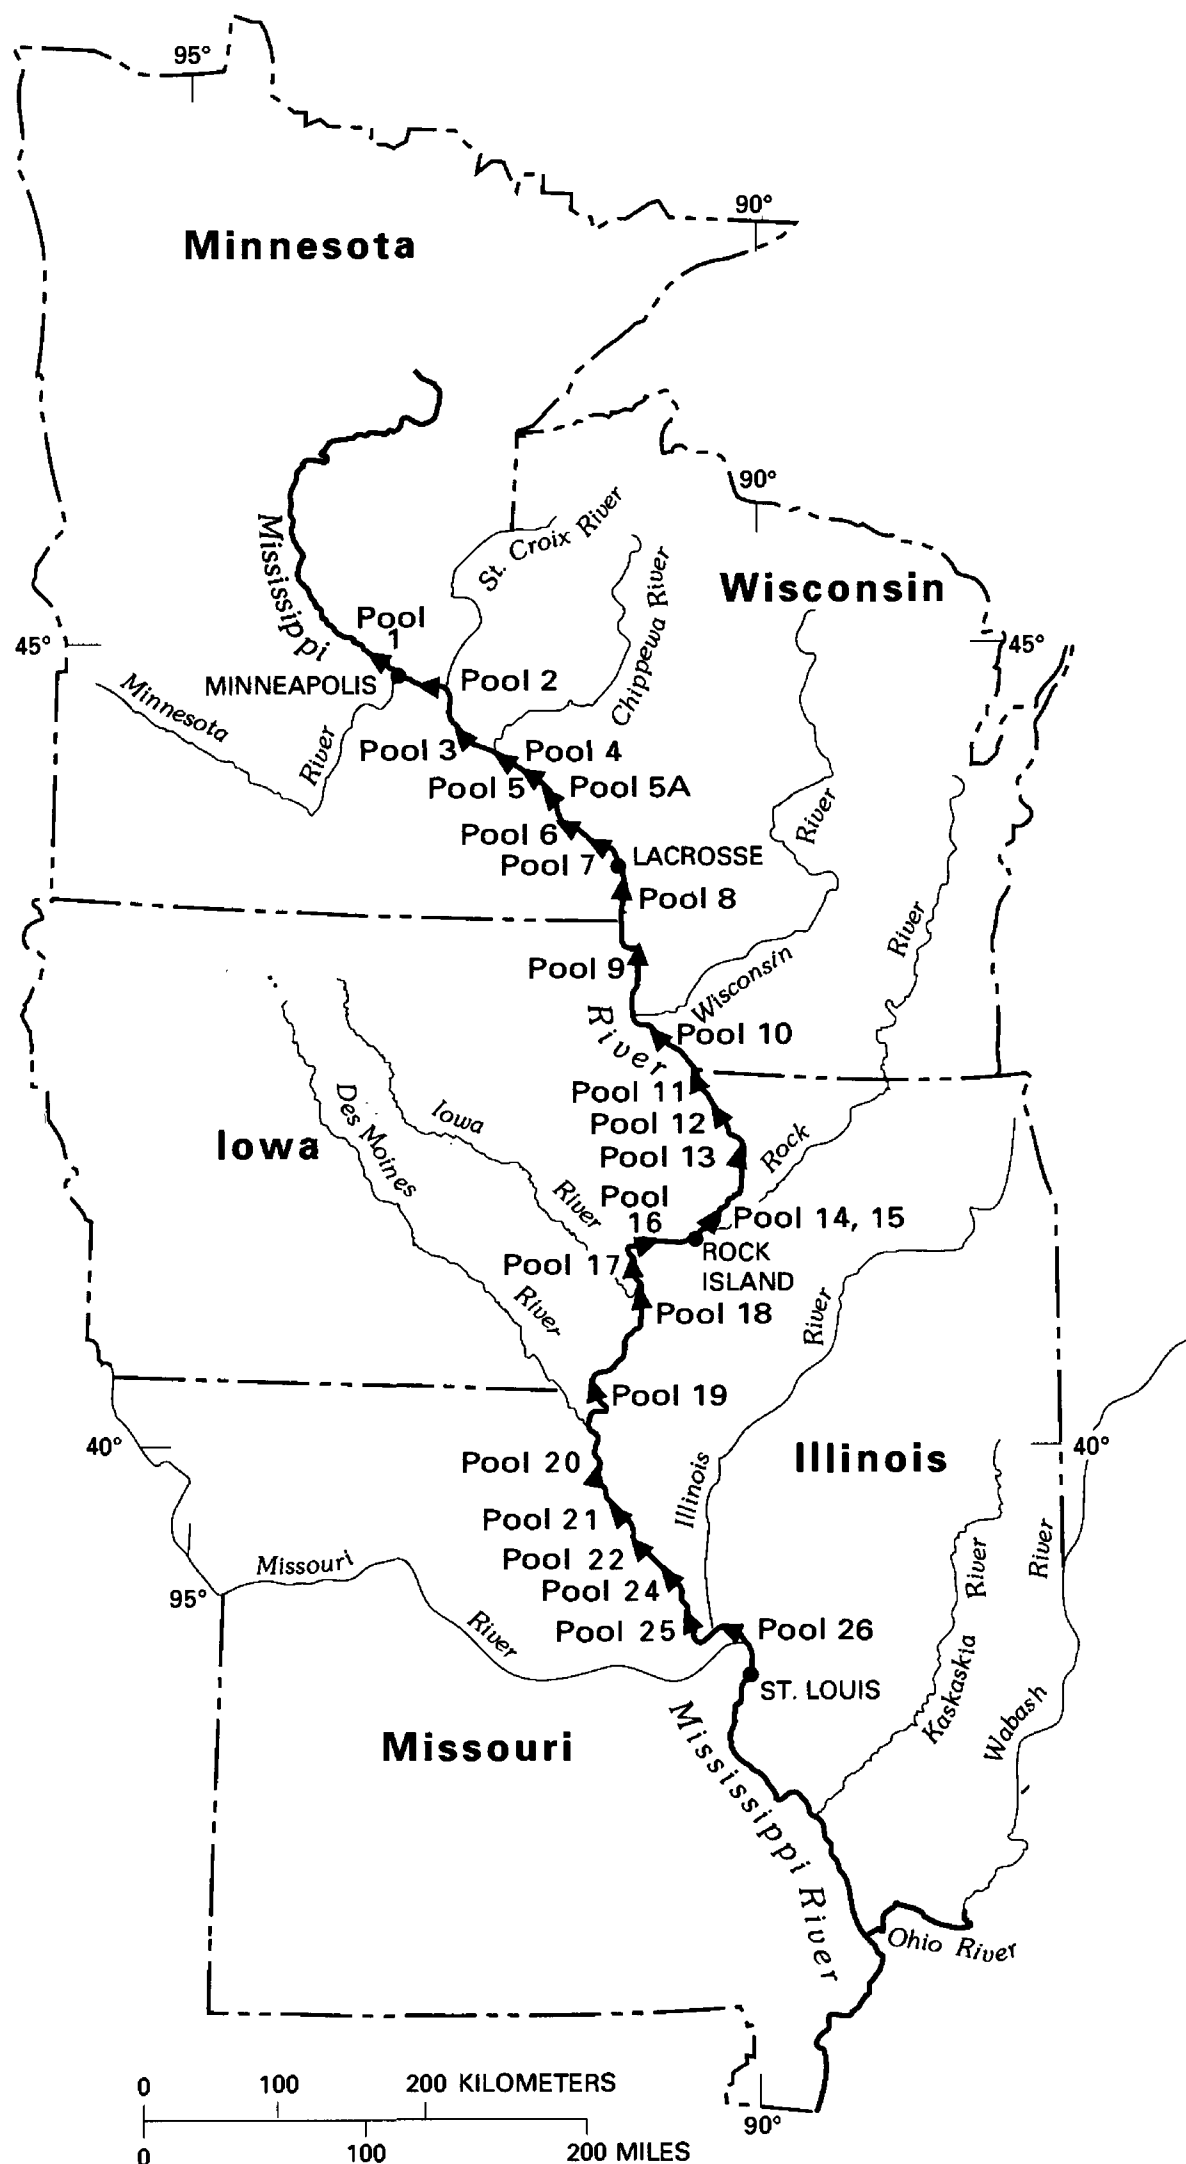 95°
90°
Minnesota
90°
Mississippi
St. Croix River
Chippewa River
Wisconsin
Pool
1
45°
45°
MINNEAPOLIS
Pool 2
Minnesota
River
Pool 3
Pool 4
Pool 5
Pool 5A
River
Pool 6
Pool 7
LACROSSE
Pool 8
River
Pool 9
Wisconsin
River
Pool 10
Pool 11
Iowa
Des Moines
Iowa
Pool 12
Rock
Pool 13
River
Pool
16
Pool 14, 15
ROCK
ISLAND
Pool 17
River
River
Pool 18
Pool 19
40°
40°
Illinois
Pool 20
Illinois
Pool 21
River
River
Missouri
Pool 22
95°
Pool 24
River
Pool 25
Pool 26
Kaskaskia
ST. LOUIS
Wabash
Missouri
Mississippi River
Ohio River
0 100 200 KILOMETERS
90°
0 100 200 MILES